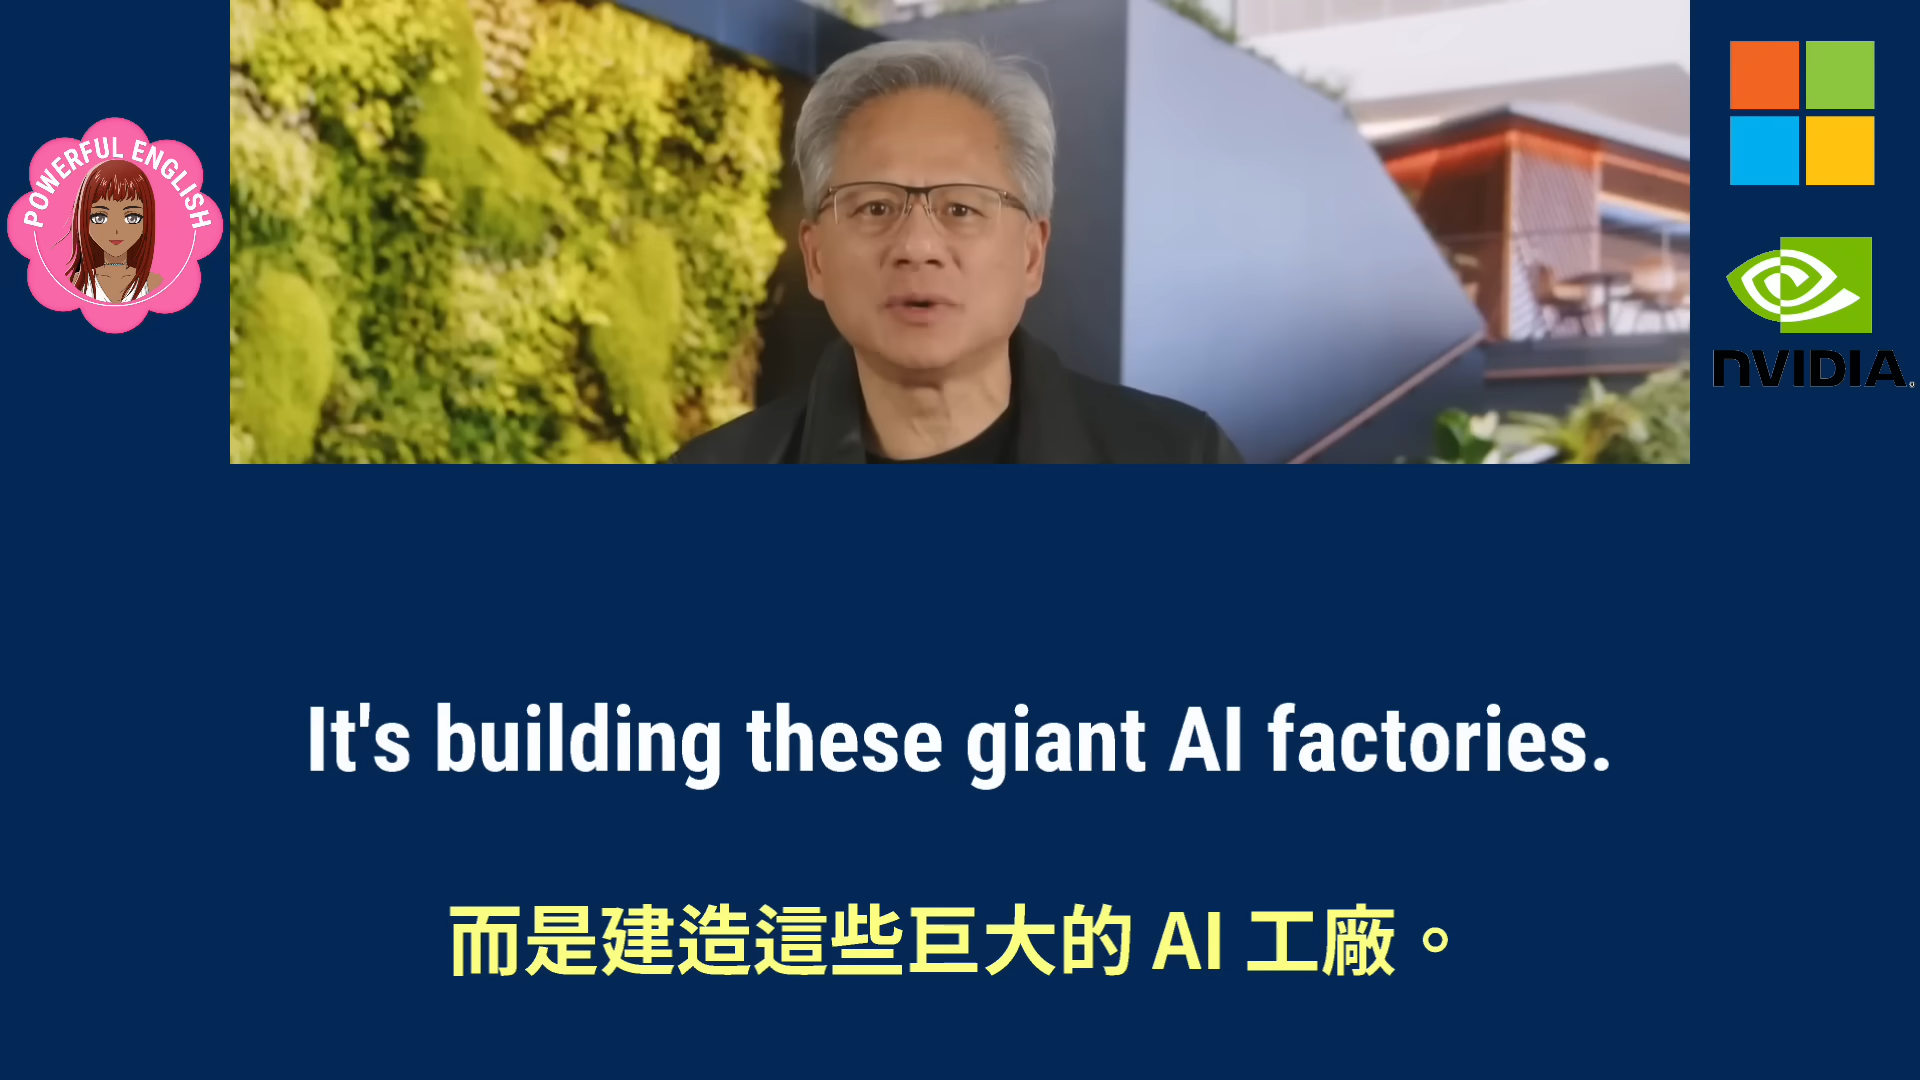 POWERFUL ENGLISH
NVIDIA®
It's building these giant AI factories.
而是建造這些巨大的 AI 工廠。